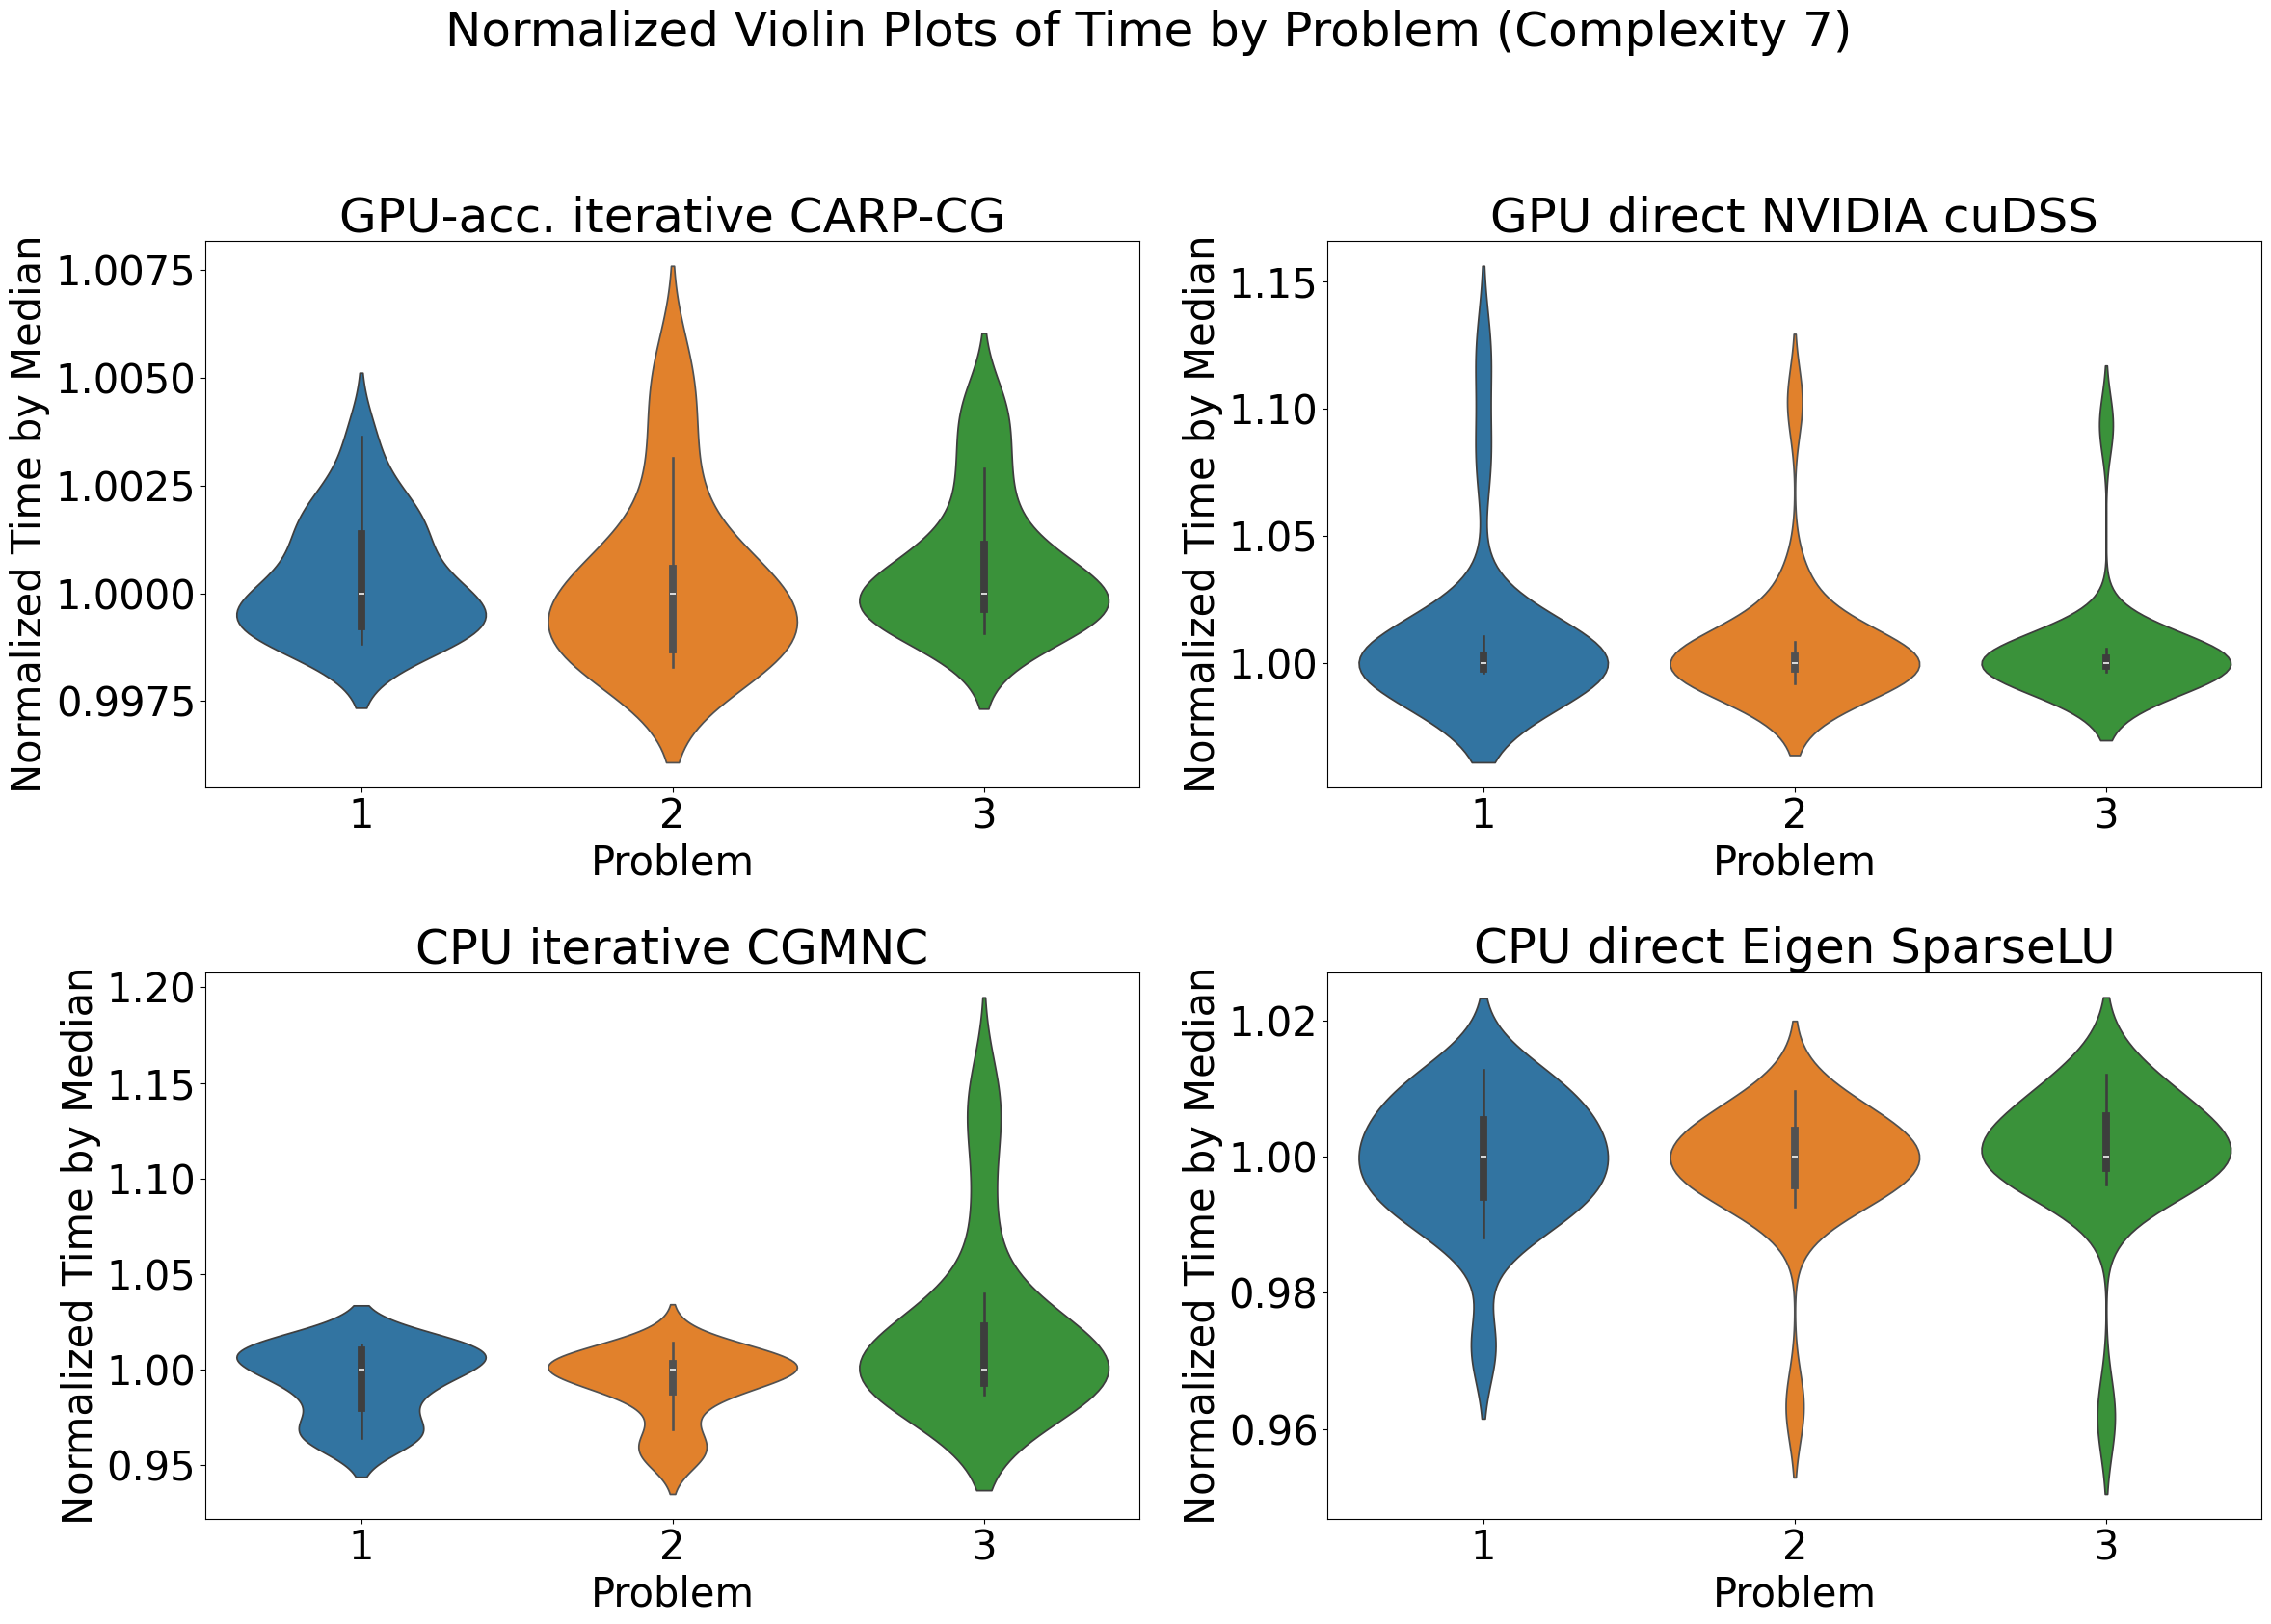 Normalized Violin Plots of Time by Problem (Complexity 7)
GPU-acc. iterative CARP-CG
Normalized Time by Median
1.0075
1.0050
1.0025
1.0000
0.9975
1 2 3
Problem
GPU direct NVIDIA cuDSS
Normalized Time by Median
1.15
1.10
1.05
1.00
1 2 3
Problem
CPU iterative CGMNC
Normalized Time by Median
1.20
1.15
1.10
1.05
1.00
0.95
1 2 3
Problem
CPU direct Eigen SparseLU
Normalized Time by Median
1.02
1.00
0.98
0.96
1 2 3
Problem